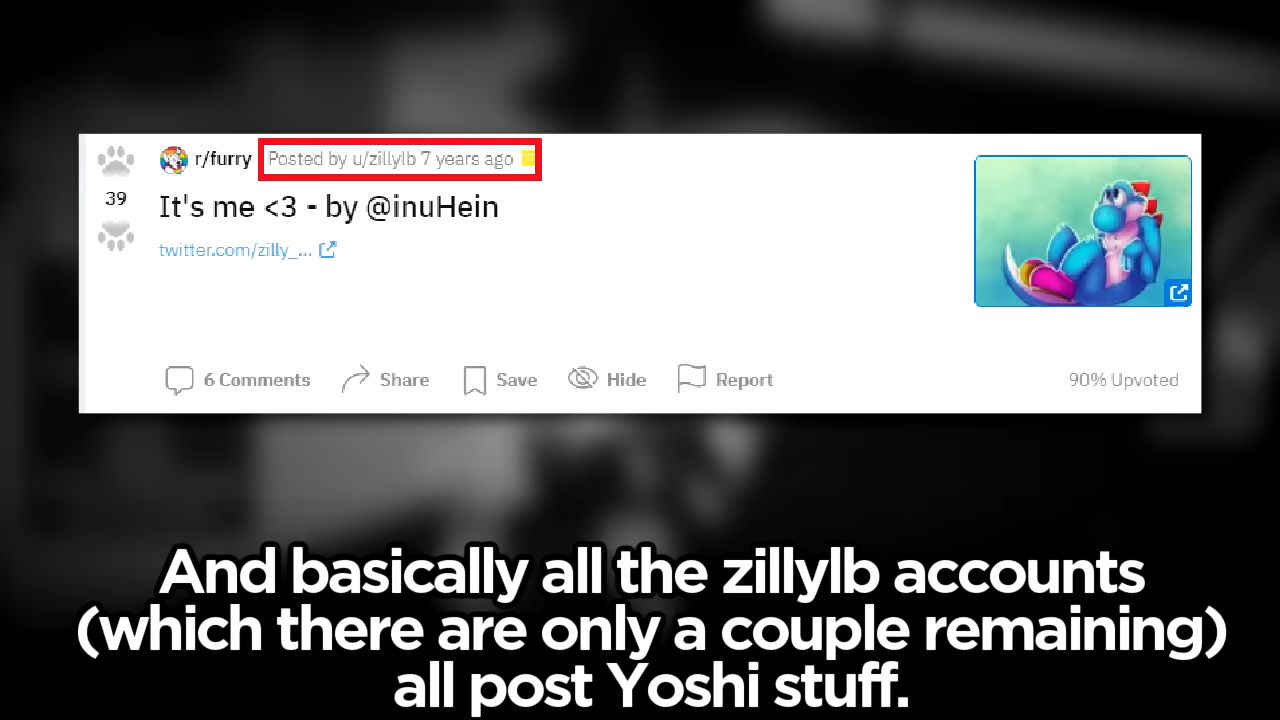 r/furry Posted by u/zillylb 7 years ago
39
It's me <3 - by @inuHein
twitter.com/zilly_...
6 Comments Share Save Hide Report 90% Upvoted
And basically all the zillylb accounts
(which there are only a couple remaining)
all post Yoshi stuff.